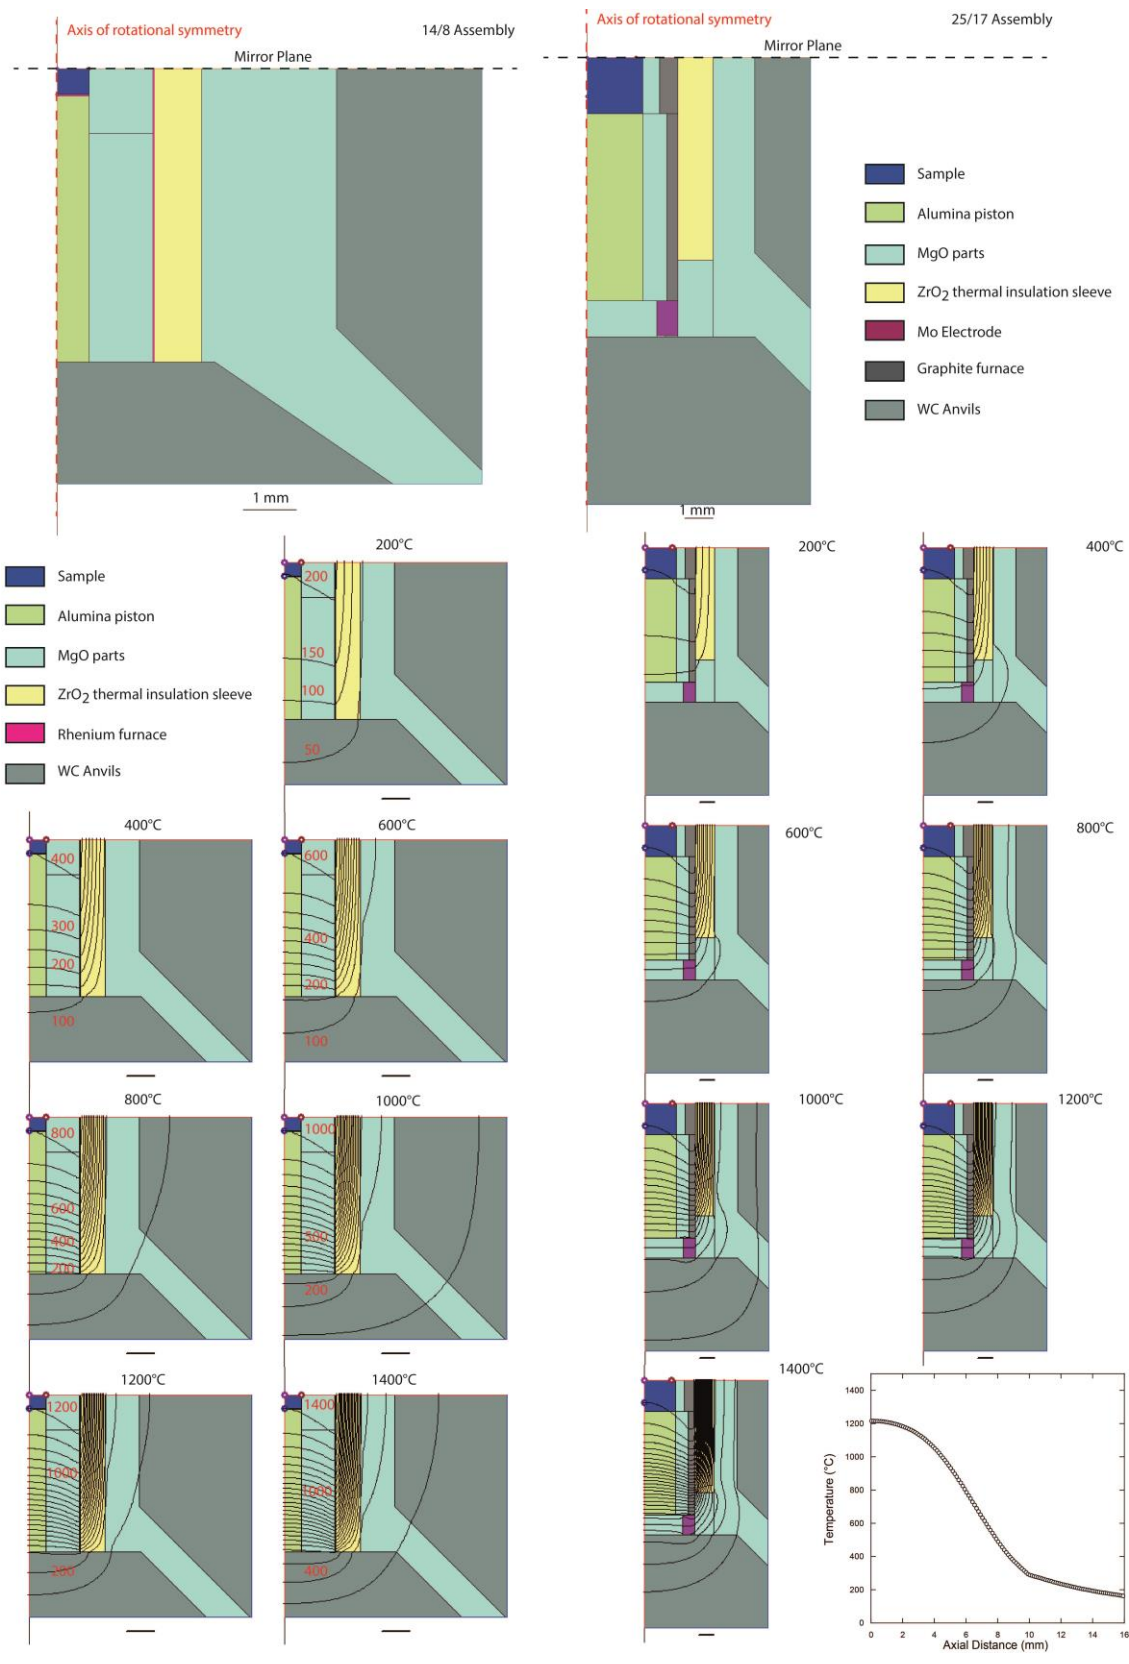 Axis of rotational symmetry
14/8 Assembly
Mirror Plane
1 mm
Axis of rotational symmetry
25/17 Assembly
Mirror Plane
1 mm
Sample
Alumina piston
MgO parts
ZrO2 thermal insulation sleeve
Mo Electrode
Graphite furnace
WC Anvils
Sample
Alumina piston
MgO parts
ZrO2 thermal insulation sleeve
Rhenium furnace
WC Anvils
200°C
200
150
100
50
400°C
400
300
200
100
600°C
600
400
200
100
800°C
800
600
400
200
1000°C
1000
500
200
1200°C
1200
1000
200
1400°C
1400
1000
400
200°C
400°C
600°C
800°C
1000°C
1200°C
1400°C
Temperature (°C)
1400
1200
1000
800
600
400
200
0
0 2 4 6 8 10 12 14 16
Axial Distance (mm)